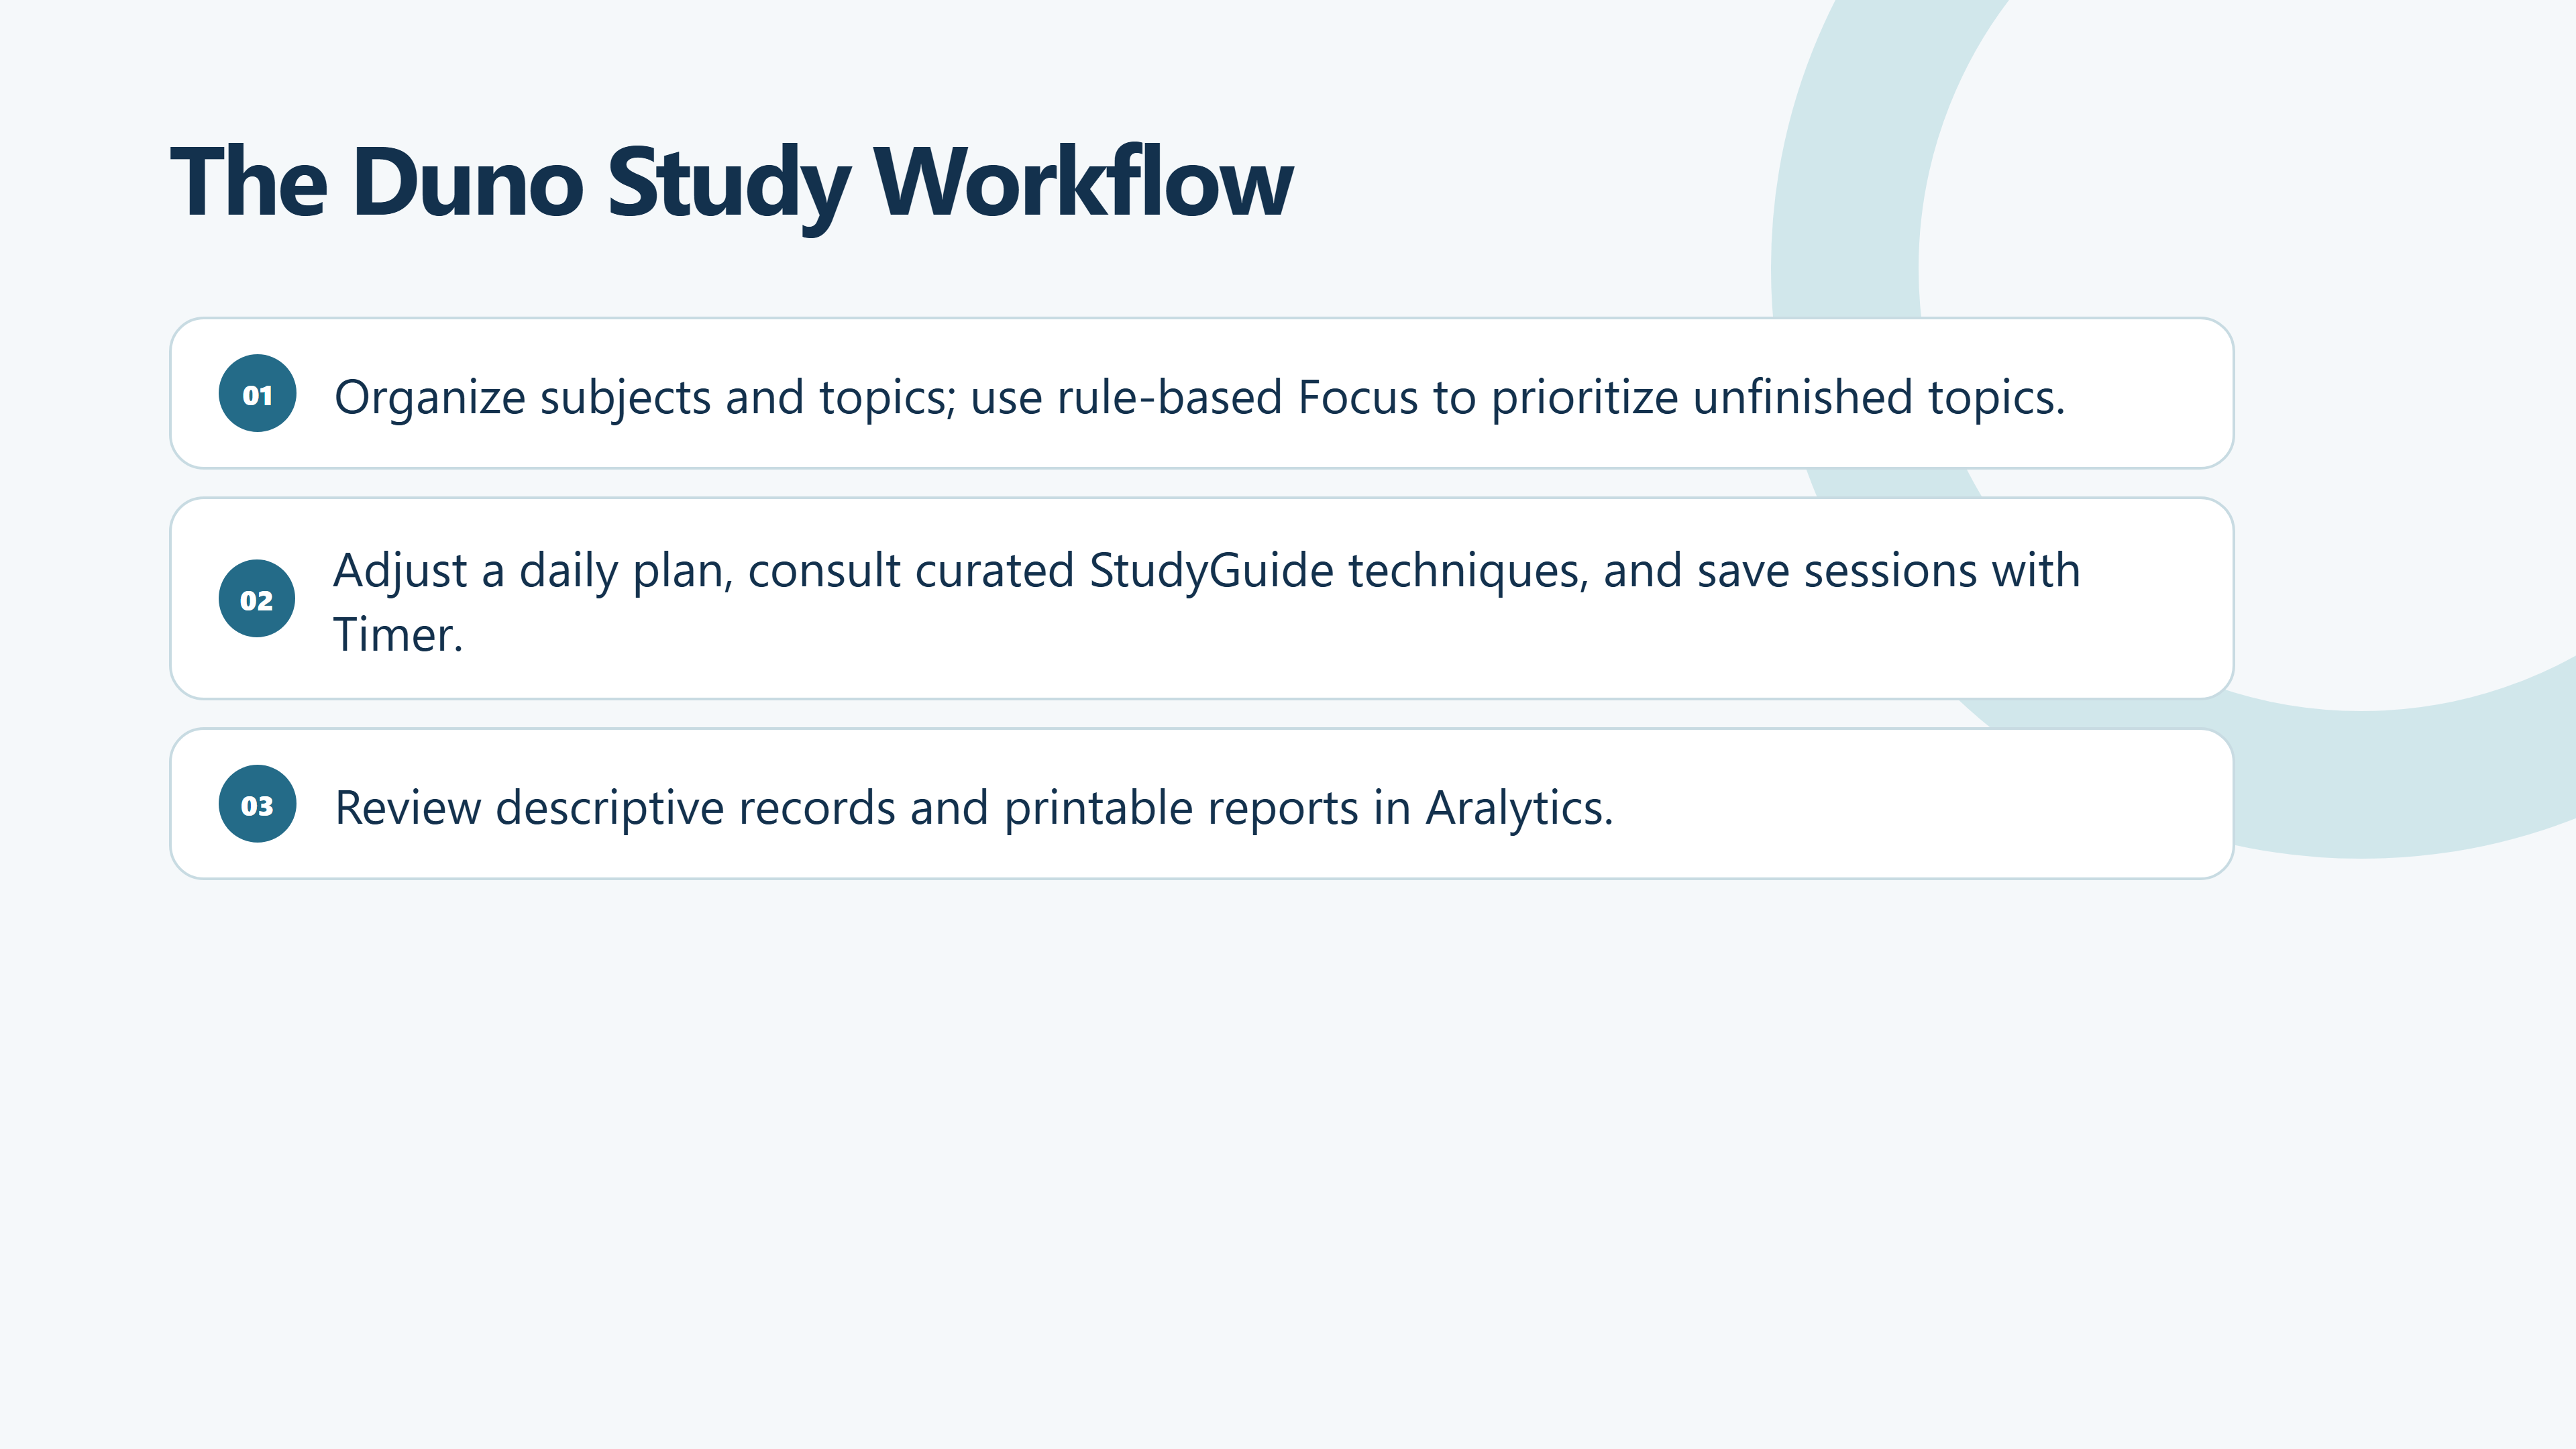 The Duno Study Workflow
01 Organize subjects and topics; use rule-based Focus to prioritize unfinished topics.
02 Adjust a daily plan, consult curated StudyGuide techniques, and save sessions with
Timer.
03 Review descriptive records and printable reports in Aralytics.